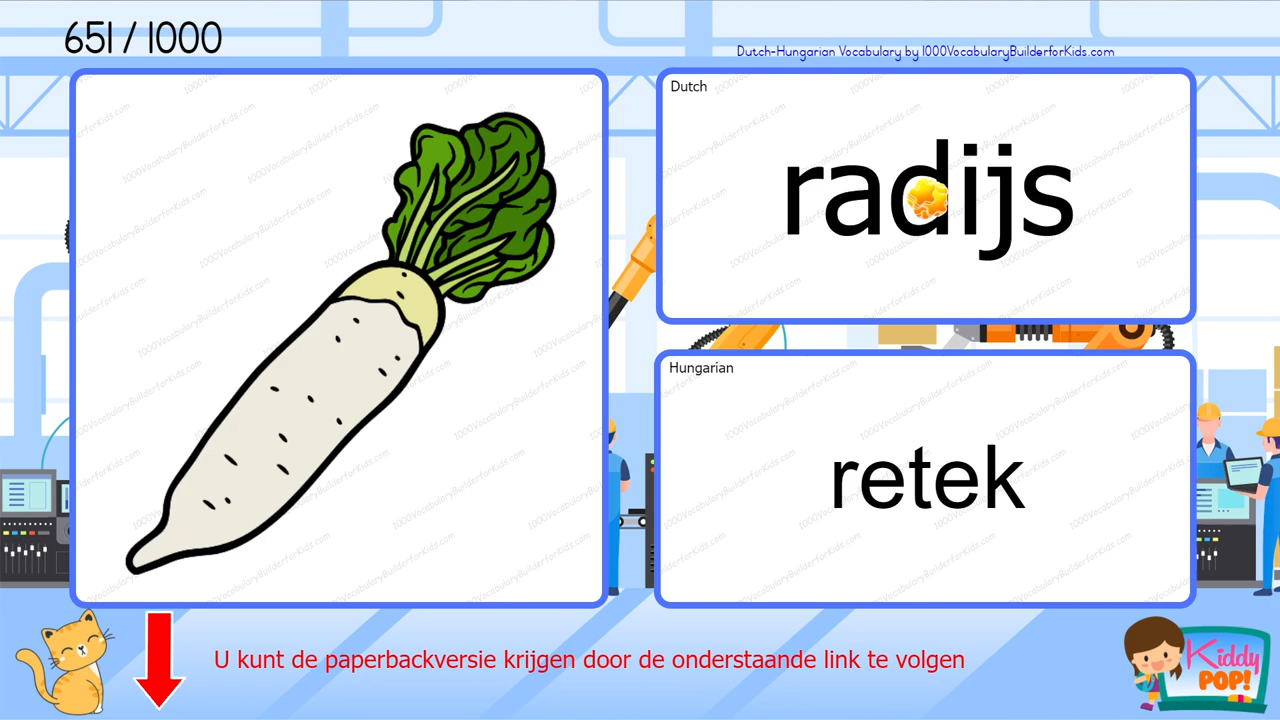 651 / 1000
Dutch-Hungarian Vocabulary by 1000VocabularyBuilderforKids.com
Dutch
radijs
Hungarian
retek
U kunt de paperbackversie krijgen door de onderstaande link te volgen
Kiddy
POP!